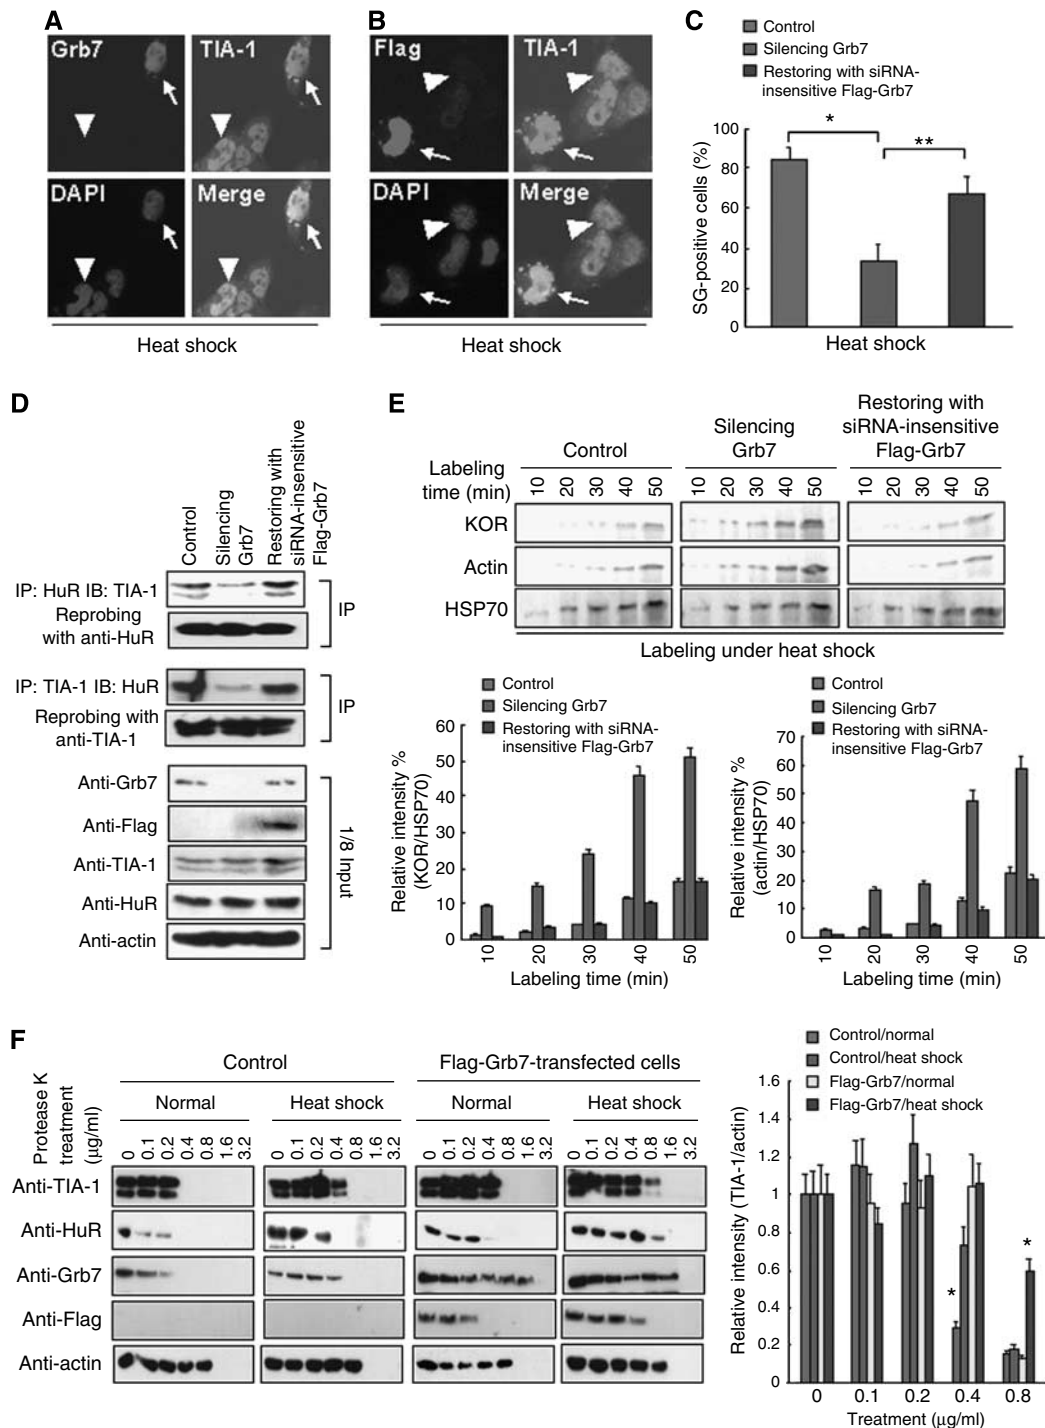 A
Grb7
TIA-1
DAPI
Merge
Heat shock
B
Flag
TIA-1
DAPI
Merge
Heat shock
C
Control
Silencing Grb7
Restoring with siRNA-
insensitive Flag-Grb7
SG-positive cells (%)
100
80
60
40
20
0
*
**
Heat shock
D
Control
Silencing
Grb7
Restoring with
siRNA-insensitive
Flag-Grb7
IP: HuR IB: TIA-1
Reprobing
with anti-HuR
IP
IP: TIA-1 IB: HuR
Reprobing with
anti-TIA-1
IP
Anti-Grb7
Anti-Flag
Anti-TIA-1
Anti-HuR
Anti-actin
1/8 Input
E
Control
Silencing
Grb7
Restoring with
siRNA-insensitive
Flag-Grb7
Labeling
time (min)
10 20 30 40 50 10 20 30 40 50 10 20 30 40 50
KOR
Actin
HSP70
Labeling under heat shock
Control
Silencing Grb7
Restoring with siRNA-
insensitive Flag-Grb7
Relative intensity %
(KOR/HSP70)
60
50
40
30
20
10
0
10 20 30 40 50
Labeling time (min)
Control
Silencing Grb7
Restoring with siRNA-
insensitive Flag-Grb7
Relative intensity %
(actin/HSP70)
70
60
50
40
30
20
10
0
10 20 30 40 50
Labeling time (min)
F
Control
Flag-Grb7-transfected cells
Normal
Heat shock
Normal
Heat shock
Protease K
treatment
(µg/ml)
0 0.1 0.2 0.4 0.8 1.6 3.2 0 0.1 0.2 0.4 0.8 1.6 3.2 0 0.1 0.2 0.4 0.8 1.6 3.2 0 0.1 0.2 0.4 0.8 1.6 3.2
Anti-TIA-1
Anti-HuR
Anti-Grb7
Anti-Flag
Anti-actin
Control/normal
Control/heat shock
Flag-Grb7/normal
Flag-Grb7/heat shock
Relative intensity (TIA-1/actin)
1.6
1.4
1.2
1
0.8
0.6
0.4
0.2
0
*
*
0 0.1 0.2 0.4 0.8
Treatment (µg/ml)